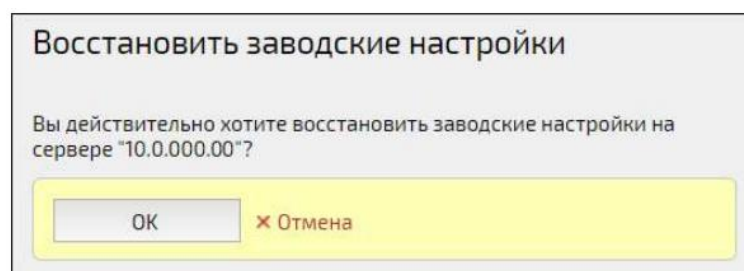 Восстановить заводские настройки
Вы действительно хотите восстановить заводские настройки на
сервере "10.0.000.00"?
ОК
× Отмена